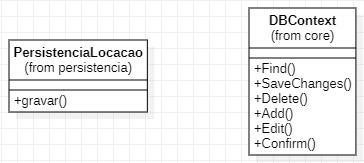 PersistenciaLocacao
(from persistencia)
+gravar()
DBContext
(from core)
+Find()
+SaveChanges()
+Delete()
+Add()
+Edit()
+Confirm()